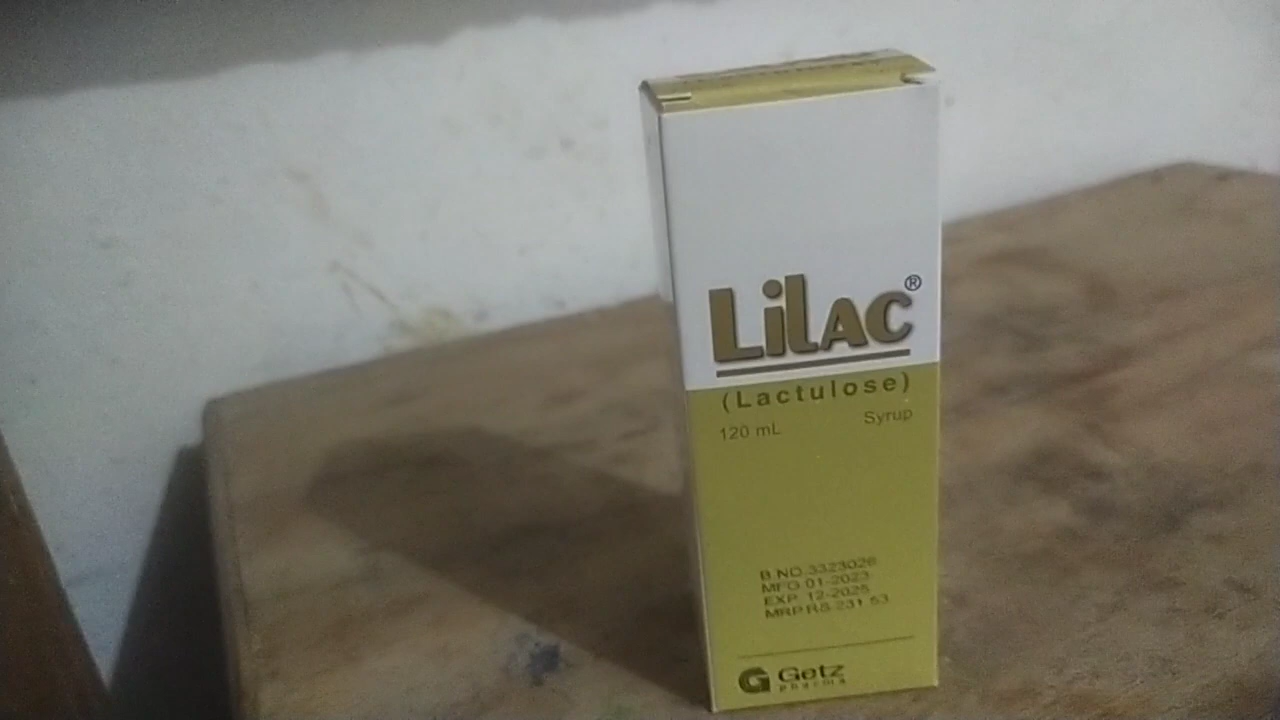 LiLAC®
(Lactulose)
120 mL Syrup
B.NO.3323026
MFG 01-2023
EXP. 12-2025
MRP RS 231.53
Getz
pharma